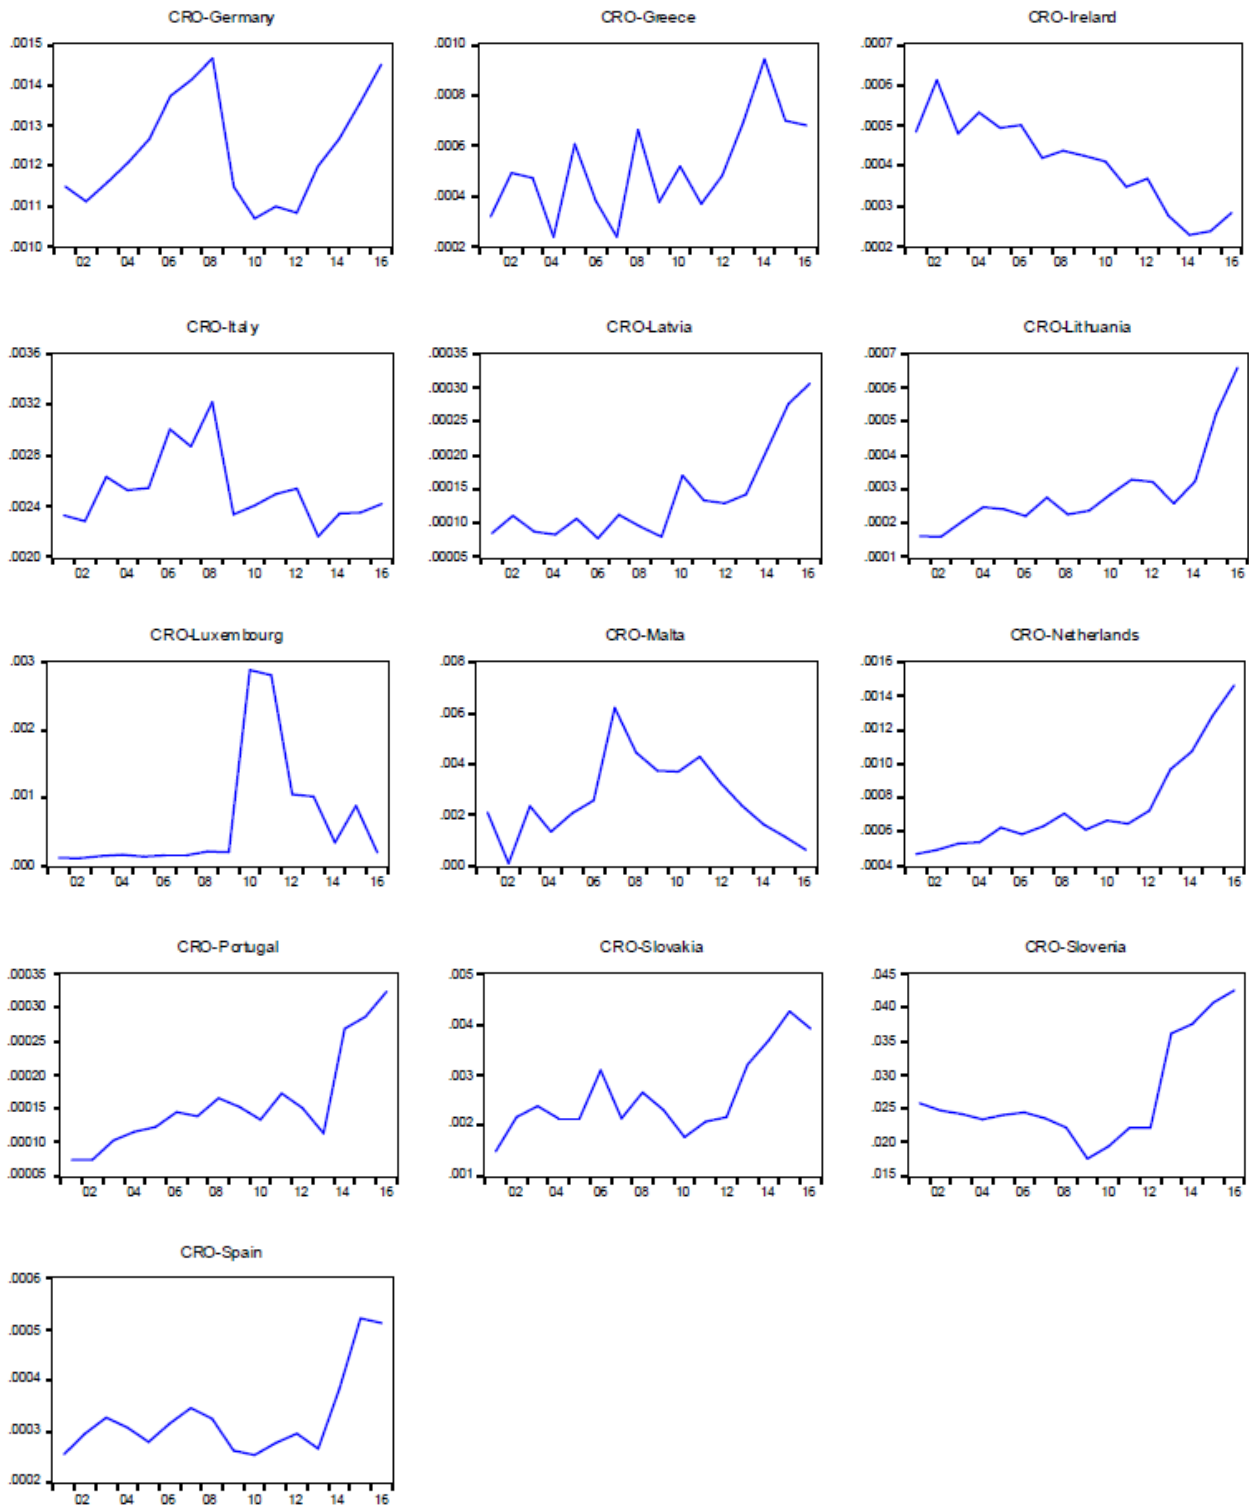 CRO-Germany
.0015
.0014
.0013
.0012
.0011
.0010
02 04 06 08 10 12 14 16
CRO-Greece
.0010
.0008
.0006
.0004
.0002
02 04 06 08 10 12 14 16
CRO-Ireland
.0007
.0006
.0005
.0004
.0003
.0002
02 04 06 08 10 12 14 16
CRO-Italy
.0036
.0032
.0028
.0024
.0020
02 04 06 08 10 12 14 16
CRO-Latvia
.00035
.00030
.00025
.00020
.00015
.00010
.00005
02 04 06 08 10 12 14 16
CRO-Lithuania
.0007
.0006
.0005
.0004
.0003
.0002
.0001
02 04 06 08 10 12 14 16
CRO-Luxembourg
.003
.002
.001
.000
02 04 06 08 10 12 14 16
CRO-Malta
.008
.006
.004
.002
.000
02 04 06 08 10 12 14 16
CRO-Netherlands
.0016
.0014
.0012
.0010
.0008
.0006
.0004
02 04 06 08 10 12 14 16
CRO-Portugal
.00035
.00030
.00025
.00020
.00015
.00010
.00005
02 04 06 08 10 12 14 16
CRO-Slovakia
.005
.004
.003
.002
.001
02 04 06 08 10 12 14 16
CRO-Slovenia
.045
.040
.035
.030
.025
.020
.015
02 04 06 08 10 12 14 16
CRO-Spain
.0006
.0005
.0004
.0003
.0002
02 04 06 08 10 12 14 16